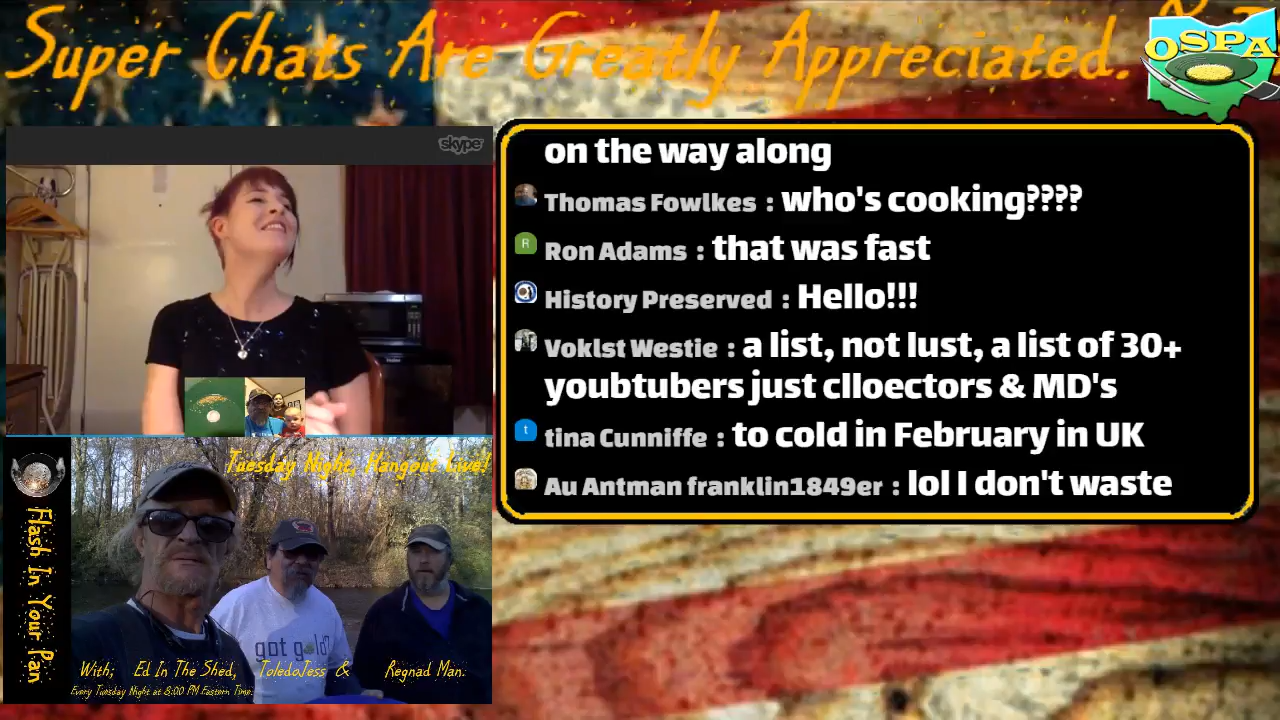 Super Chats Are Greatly Appreciated.
OSPA
skype
on the way along
Thomas Fowlkes : who's cooking????
Ron Adams : that was fast
R
History Preserved : Hello!!!
Voklst Westie : a list, not lust, a list of 30+
youbtubers just clloectors & MD's
t
tina Cunniffe : to cold in February in UK
Au Antman franklin1849er : lol I don't waste
Tuesday Night, Hangout Live!
Flash In Your Pan
got gold?
With; Ed In The Shed, ToledoJess & Regnad Man.
Every Tuesday Night at 8:00 PM Eastern Time.